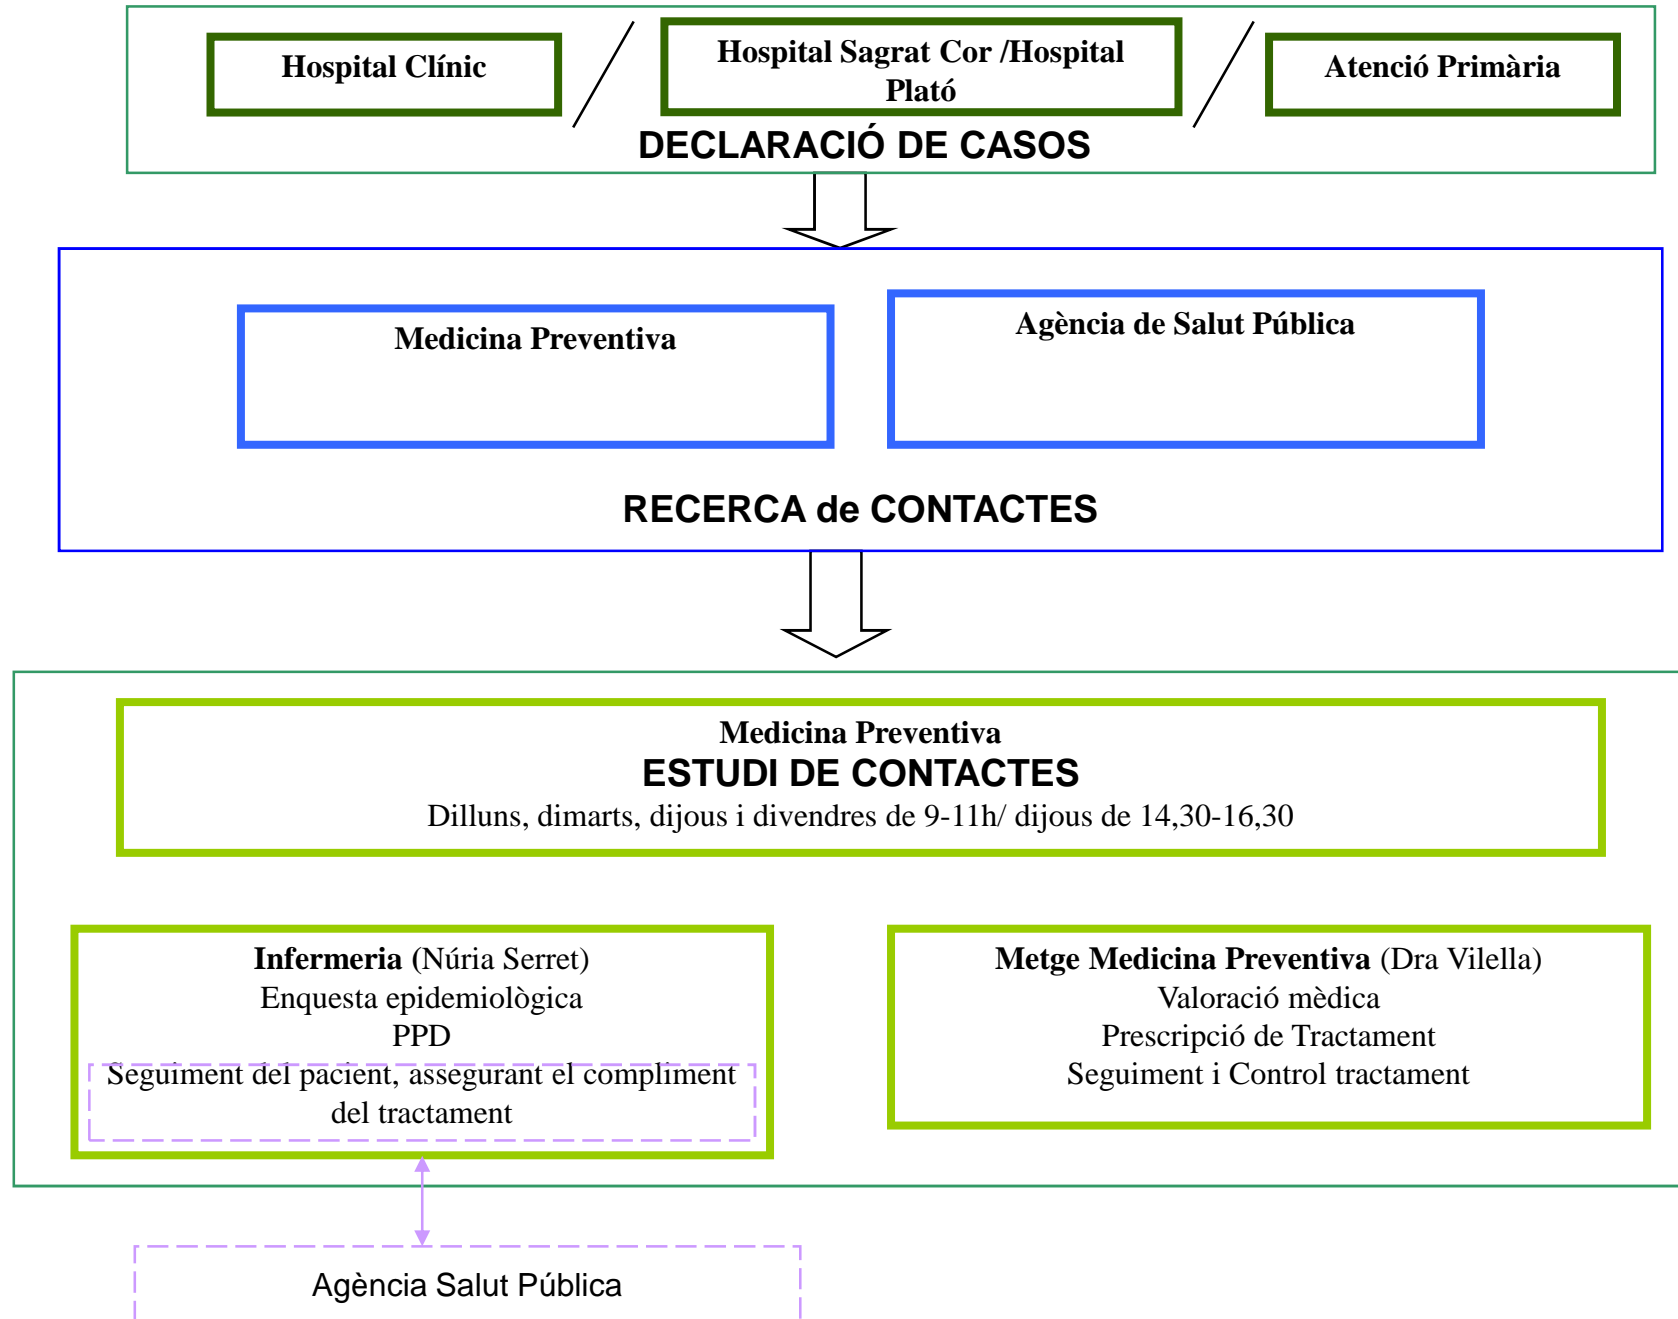 Hospital Clínic
Hospital Sagrat Cor /Hospital
Plató
Atenció Primària
DECLARACIÓ DE CASOS
Medicina Preventiva
Agència de Salut Pública
RECERCA de CONTACTES
Medicina Preventiva
ESTUDI DE CONTACTES
Dilluns, dimarts, dijous i divendres de 9-11h/ dijous de 14,30-16,30
Infermeria (Núria Serret)
Enquesta epidemiològica
PPD
Seguiment del pacient, assegurant el compliment
del tractament
Metge Medicina Preventiva (Dra Vilella)
Valoració mèdica
Prescripció de Tractament
Seguiment i Control tractament
Agència Salut Pública